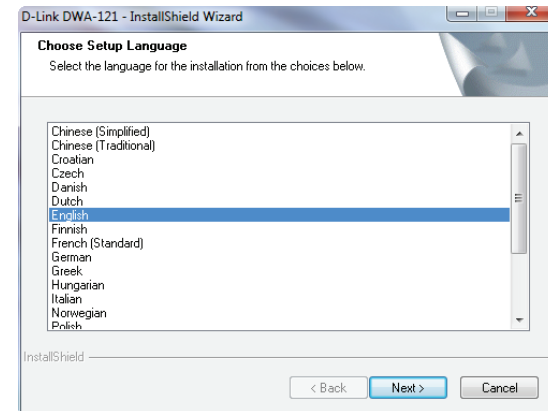 D-Link DWA-121 - InstallShield Wizard
Choose Setup Language
Select the language for the installation from the choices below.
Chinese (Simplified)
Chinese (Traditional)
Croatian
Czech
Danish
Dutch
English
Finnish
French (Standard)
German
Greek
Hungarian
Italian
Norwegian
Polish
InstallShield
< Back Next > Cancel